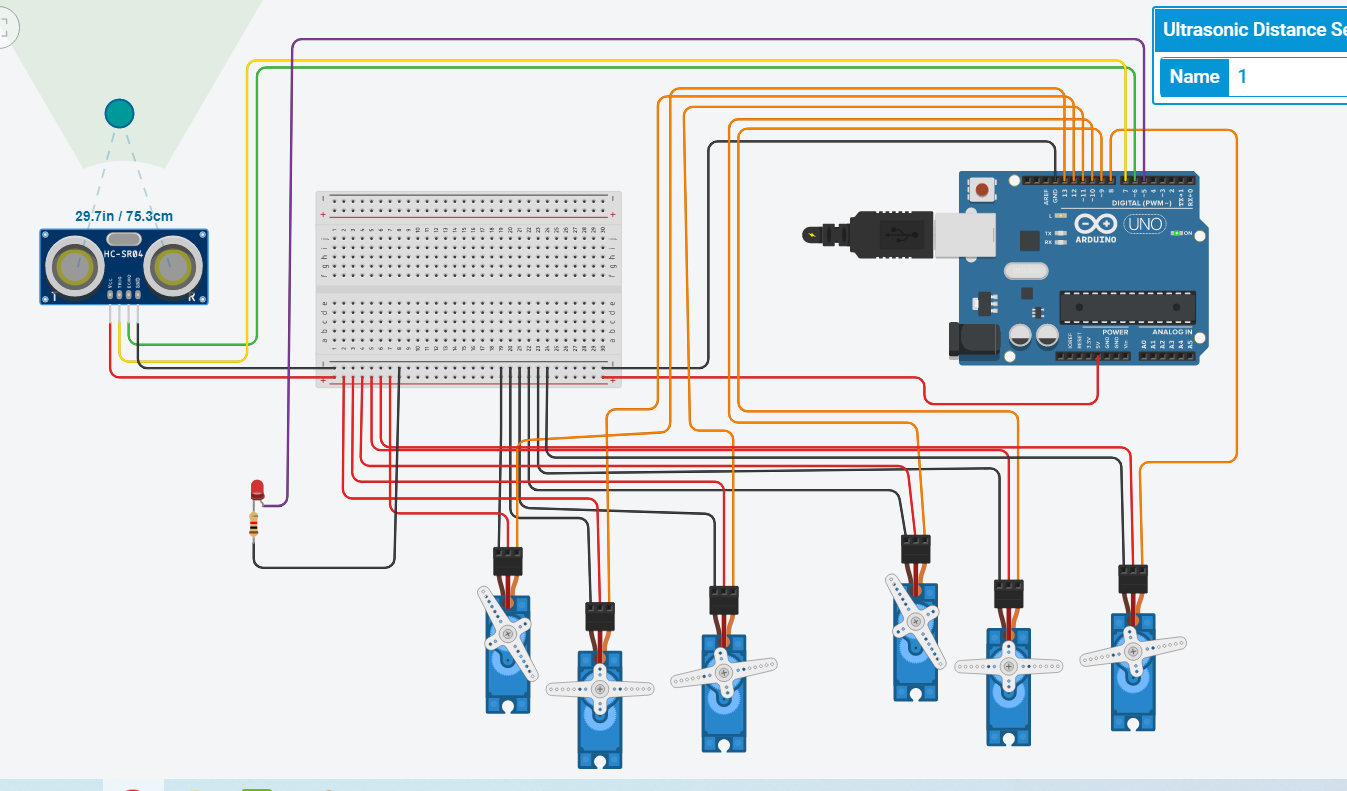 Ultrasonic Distance Se
Name 1
29.7in / 75.3cm
HC-SR04
VCC
TRIG
ECHO
GND
T R
AREF
GND
13
12
~11
~10
~9
8
7
~6
~5
4
~3
2
TX→1
RX←0
DIGITAL (PWM~)
L
TX
RX
ARDUINO
UNO
ON
POWER
ANALOG IN
IOREF
RESET
3.3V
5V
GND
GND
Vin
A0
A1
A2
A3
A4
A5